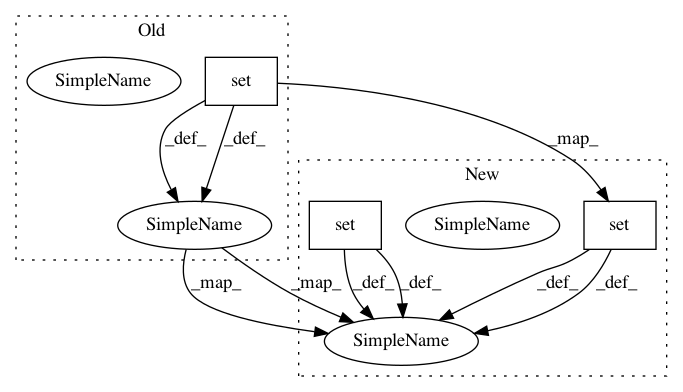 Old
SimpleName
set
_def_
_def_
_map_
New
SimpleName
set
SimpleName
set
_map_
_map_
_def_
_def_
_def_
_def_
SimpleName